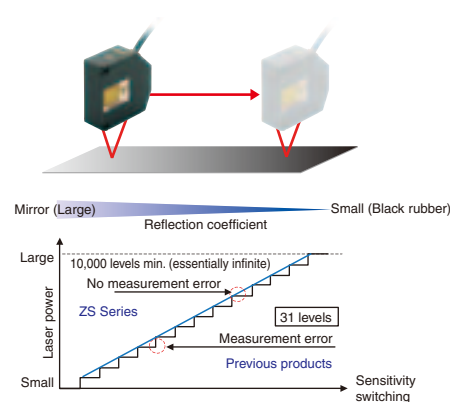 Mirror (Large)
Small (Black rubber)
Reflection coefficient
Large
10,000 levels min. (essentially infinite)
No measurement error
ZS Series
31 levels
Laser power
Measurement error
Previous products
Small
Sensitivity
switching